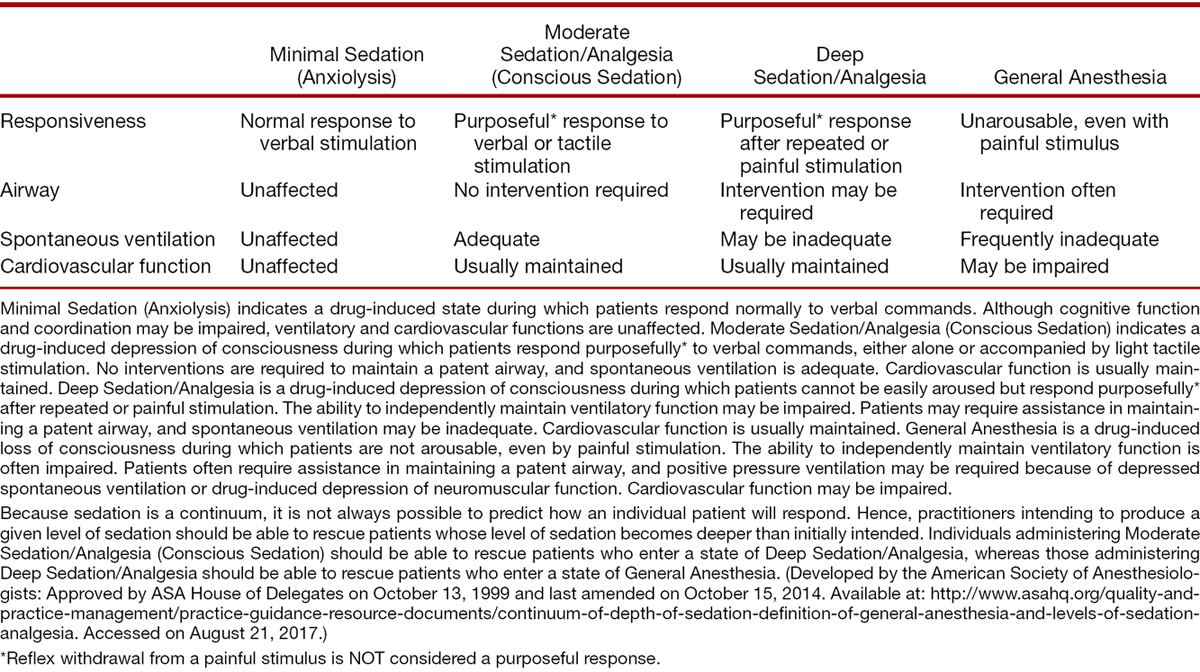 Minimal Sedation (Anxiolysis)
Moderate Sedation/Analgesia (Conscious Sedation)
Deep Sedation/Analgesia
General Anesthesia
Responsiveness
Normal response to verbal stimulation
Purposeful* response to verbal or tactile stimulation
Purposeful* response after repeated or painful stimulation
Unarousable, even with painful stimulus
Airway
Unaffected
No intervention required
Intervention may be required
Intervention often required
Spontaneous ventilation
Unaffected
Adequate
May be inadequate
Frequently inadequate
Cardiovascular function
Unaffected
Usually maintained
Usually maintained
May be impaired
Minimal Sedation (Anxiolysis) indicates a drug-induced state during which patients respond normally to verbal commands. Although cognitive function
and coordination may be impaired, ventilatory and cardiovascular functions are unaffected. Moderate Sedation/Analgesia (Conscious Sedation) indicates a
drug-induced depression of consciousness during which patients respond purposefully* to verbal commands, either alone or accompanied by light tactile
stimulation. No interventions are required to maintain a patent airway, and spontaneous ventilation is adequate. Cardiovascular function is usually main-
tained. Deep Sedation/Analgesia is a drug-induced depression of consciousness during which patients cannot be easily aroused but respond purposefully*
after repeated or painful stimulation. The ability to independently maintain ventilatory function may be impaired. Patients may require assistance in maintain-
ing a patent airway, and spontaneous ventilation may be inadequate. Cardiovascular function is usually maintained. General Anesthesia is a drug-induced
loss of consciousness during which patients are not arousable, even by painful stimulation. The ability to independently maintain ventilatory function is
often impaired. Patients often require assistance in maintaining a patent airway, and positive pressure ventilation may be required because of depressed
spontaneous ventilation or drug-induced depression of neuromuscular function. Cardiovascular function may be impaired.
Because sedation is a continuum, it is not always possible to predict how an individual patient will respond. Hence, practitioners intending to produce a
given level of sedation should be able to rescue patients whose level of sedation becomes deeper than initially intended. Individuals administering Moderate
Sedation/Analgesia (Conscious Sedation) should be able to rescue patients who enter a state of Deep Sedation/Analgesia, whereas those administering
Deep Sedation/Analgesia should be able to rescue patients who enter a state of General Anesthesia. (Developed by the American Society of Anesthesiolo-
gists: Approved by ASA House of Delegates on October 13, 1999 and last amended on October 15, 2014. Available at: http://www.asahq.org/quality-and-
practice-management/practice-guidance-resource-documents/continuum-of-depth-of-sedation-definition-of-general-anesthesia-and-levels-of-sedation-
analgesia. Accessed on August 21, 2017.)
*Reflex withdrawal from a painful stimulus is NOT considered a purposeful response.